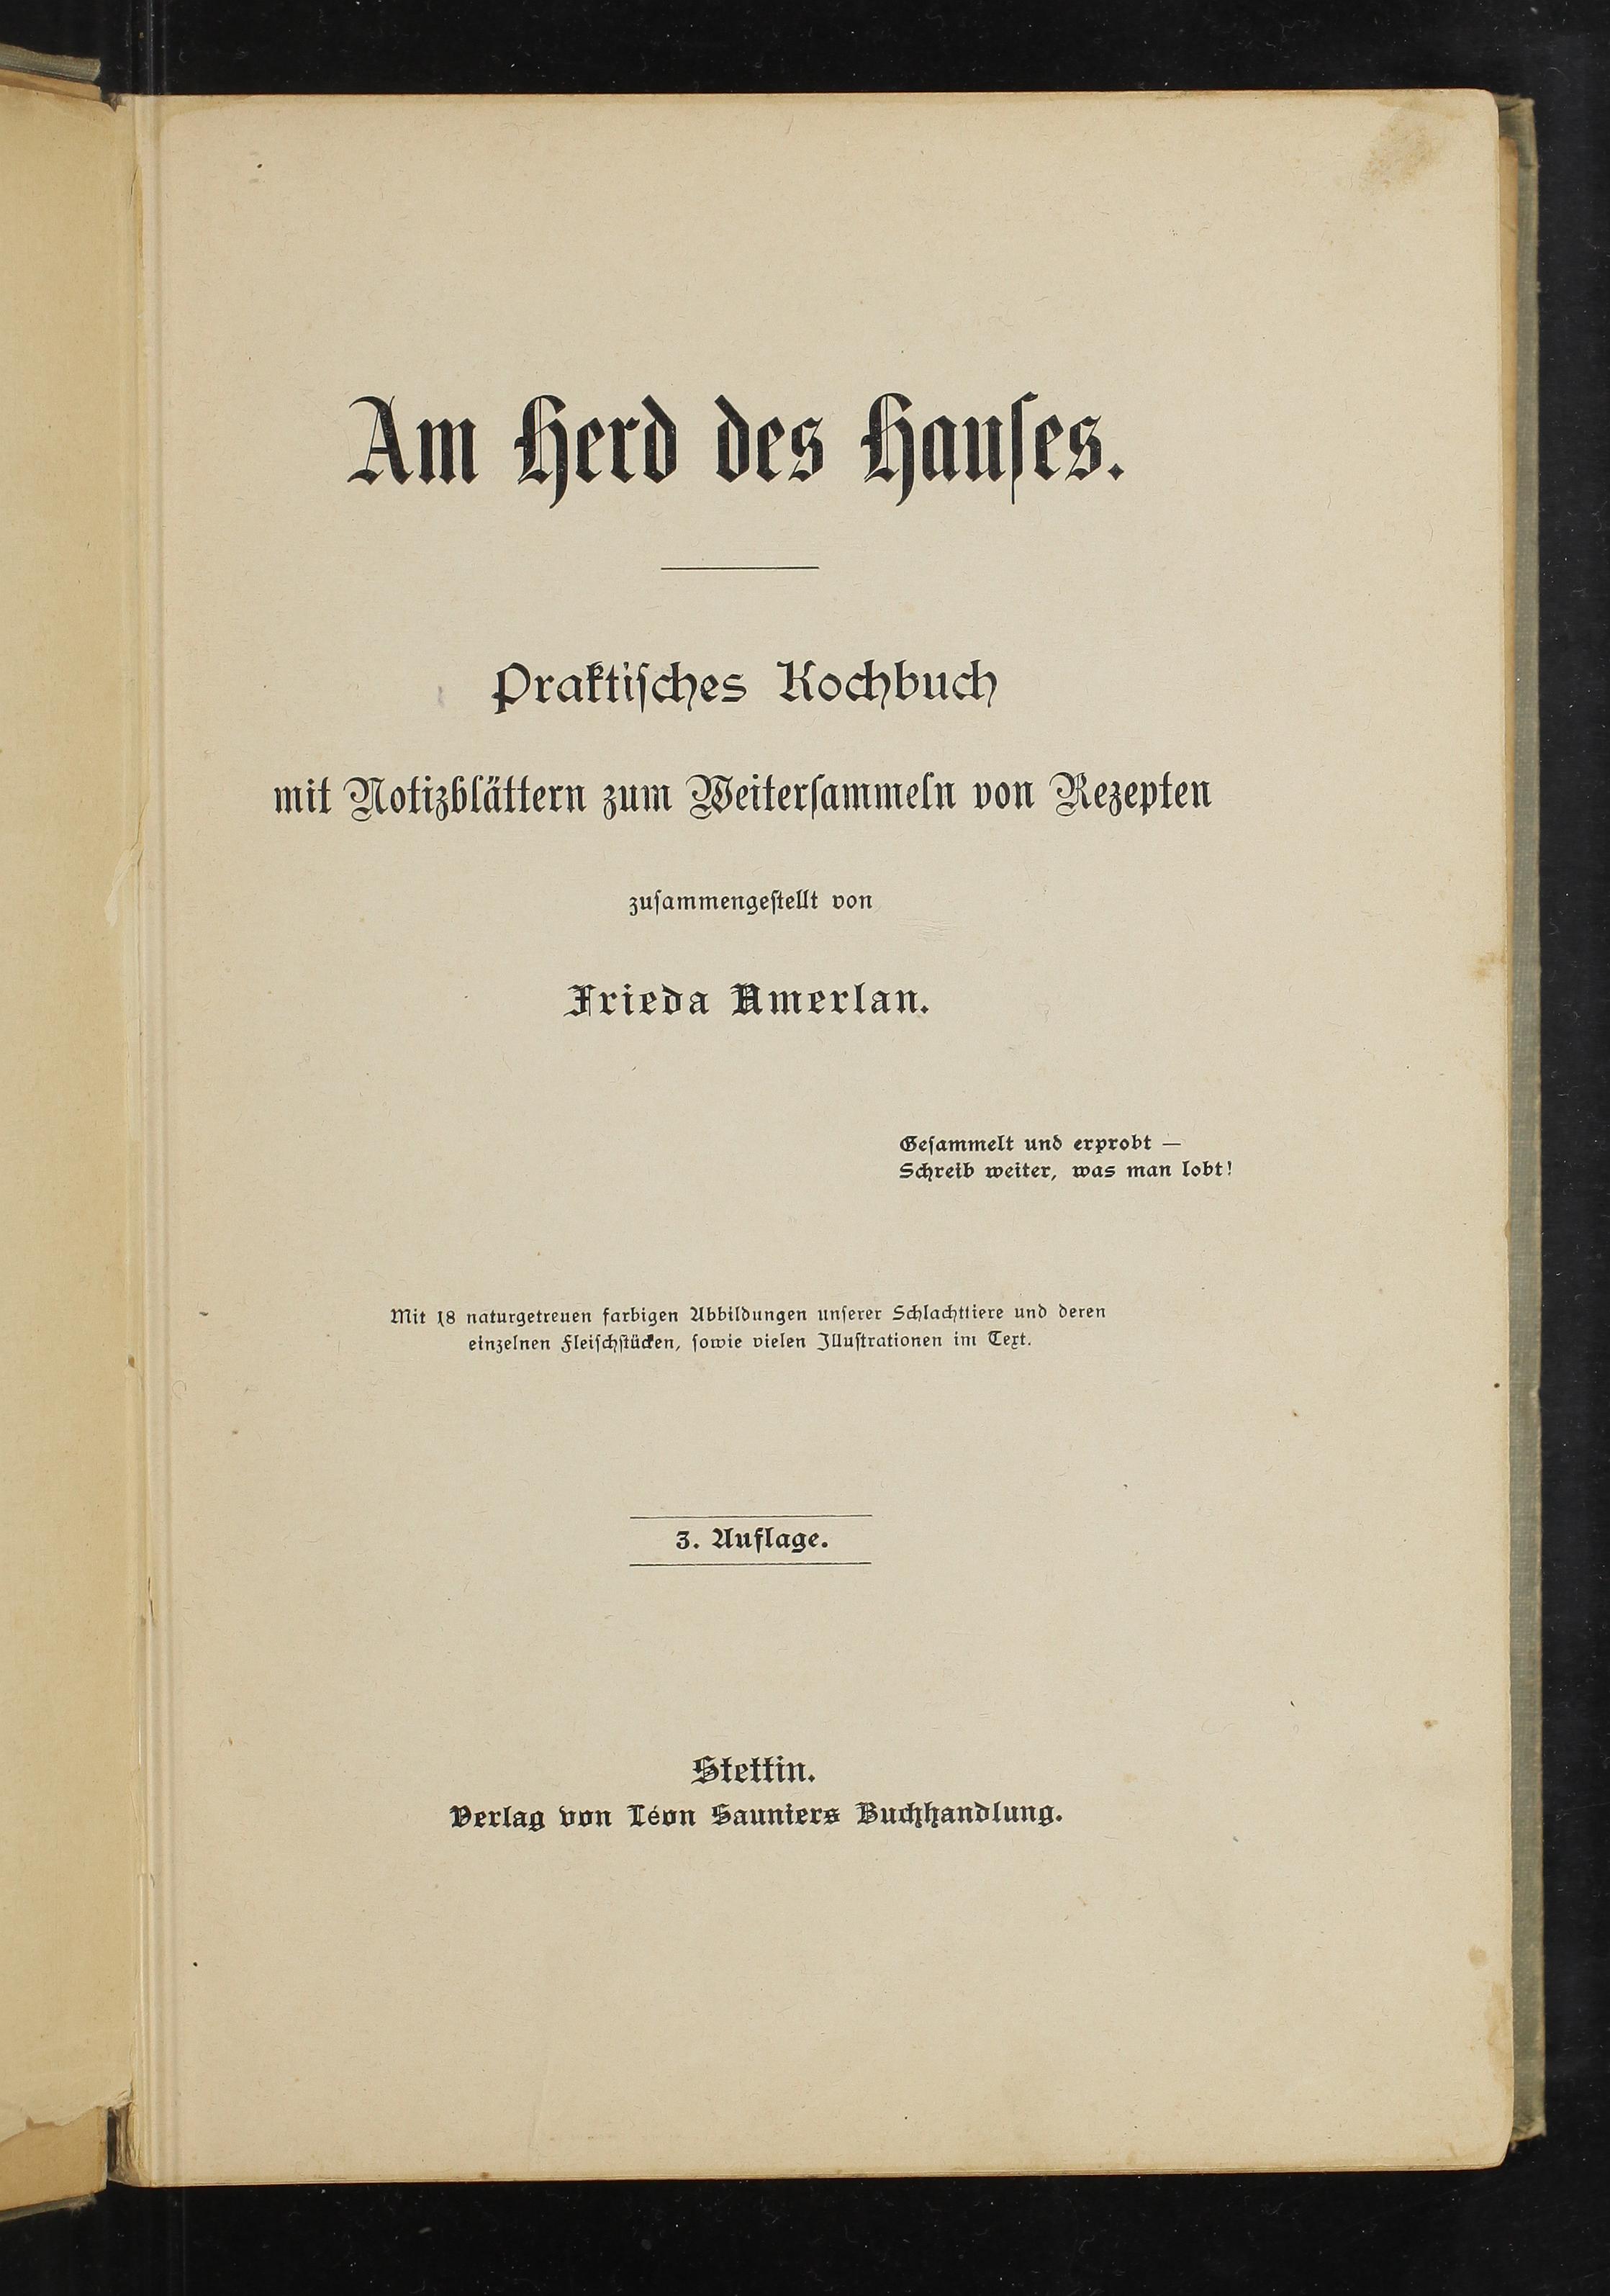 Am Herd des Hauſes.
Praktiſches Kochbuch
mit Notizblättern zum Weiterſammeln von Rezepten
zuſammengeſtellt von
Frieda Amerlan.
Geſammelt und erprobt —
Schreib weiter, was man lobt!
Mit 18 naturgetreuen farbigen Abbildungen unſerer Schlachttiere und deren
einzelnen Fleiſchſtücken, ſowie vielen Illuſtrationen im Text.
3. Auflage.
Stettin.
Verlag von Léon Sauniers Buchhandlung.